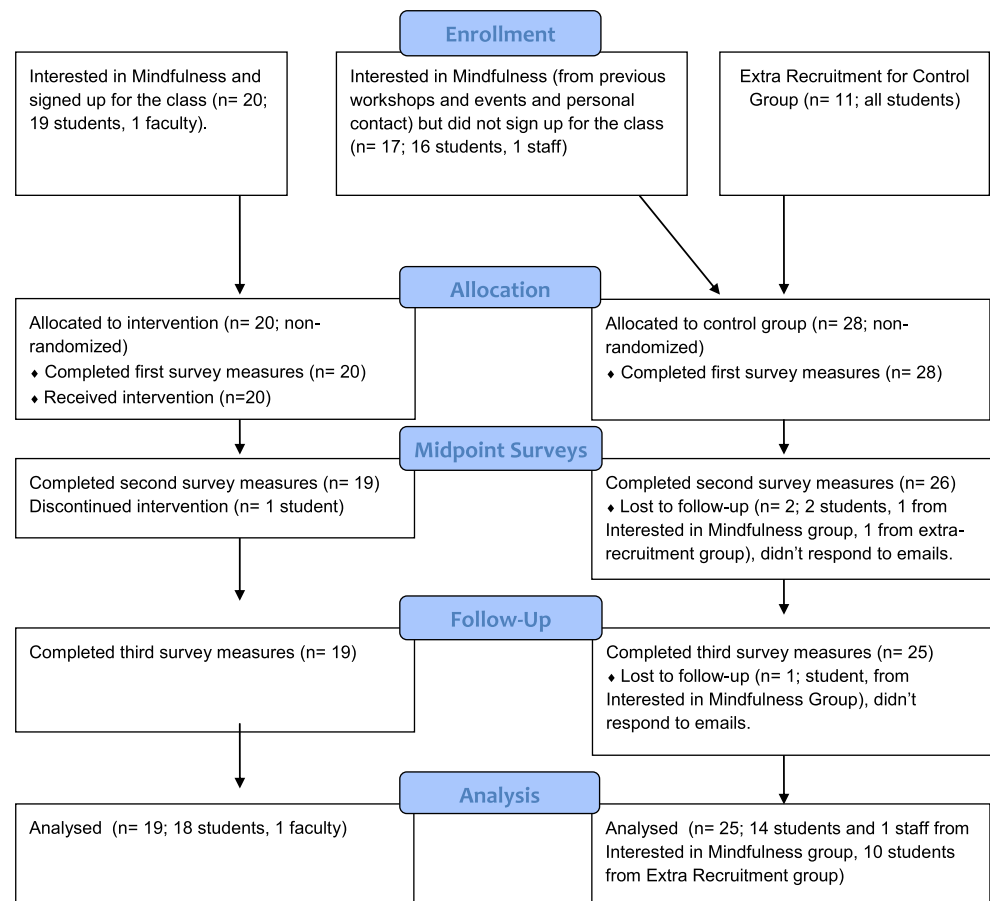 Enrollment
Interested in Mindfulness and
signed up for the class (n= 20;
19 students, 1 faculty).
Interested in Mindfulness (from previous
workshops and events and personal
contact) but did not sign up for the class
(n= 17; 16 students, 1 staff)
Extra Recruitment for Control
Group (n= 11; all students)
Allocation
Allocated to intervention (n= 20; non-
randomized)
♦ Completed first survey measures (n= 20)
♦ Received intervention (n=20)
Allocated to control group (n= 28; non-
randomized)
♦ Completed first survey measures (n= 28)
Midpoint Surveys
Completed second survey measures (n= 19)
Discontinued intervention (n= 1 student)
Completed second survey measures (n= 26)
♦ Lost to follow-up (n= 2; 2 students, 1 from
Interested in Mindfulness group, 1 from extra-
recruitment group), didn’t respond to emails.
Follow-Up
Completed third survey measures (n= 19)
Completed third survey measures (n= 25)
♦ Lost to follow-up (n= 1; student, from
Interested in Mindfulness Group), didn’t
respond to emails.
Analysis
Analysed (n= 19; 18 students, 1 faculty)
Analysed (n= 25; 14 students and 1 staff from
Interested in Mindfulness group, 10 students
from Extra Recruitment group)